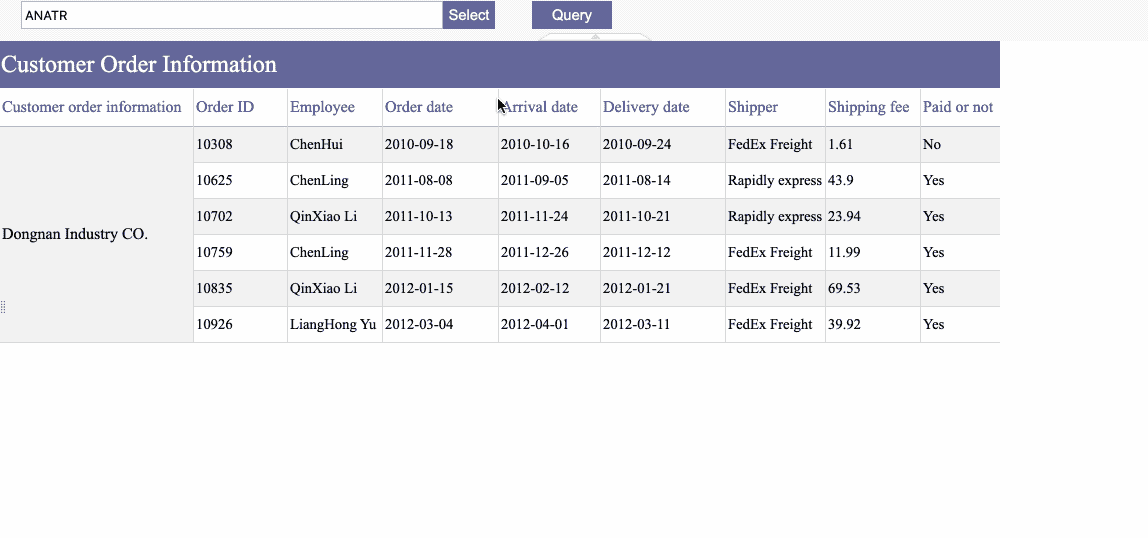 ANATR Select Query
Customer Order Information
Customer order information Order ID Employee Order date Arrival date Delivery date Shipper Shipping fee Paid or not
10308 ChenHui 2010-09-18 2010-10-16 2010-09-24 FedEx Freight 1.61 No
10625 ChenLing 2011-08-08 2011-09-05 2011-08-14 Rapidly express 43.9 Yes
10702 QinXiao Li 2011-10-13 2011-11-24 2011-10-21 Rapidly express 23.94 Yes
Dongnan Industry CO.
10759 ChenLing 2011-11-28 2011-12-26 2011-12-12 FedEx Freight 11.99 Yes
10835 QinXiao Li 2012-01-15 2012-02-12 2012-01-21 FedEx Freight 69.53 Yes
10926 LiangHong Yu 2012-03-04 2012-04-01 2012-03-11 FedEx Freight 39.92 Yes